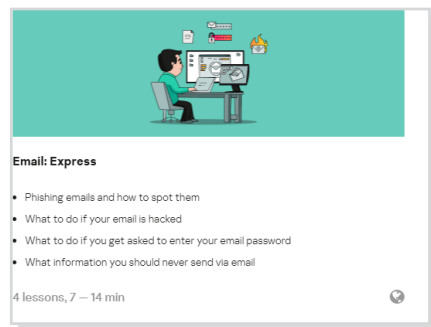 Email: Express
• Phishing emails and how to spot them
• What to do if your email is hacked
• What to do if you get asked to enter your email password
• What information you should never send via email
4 lessons, 7 — 14 min